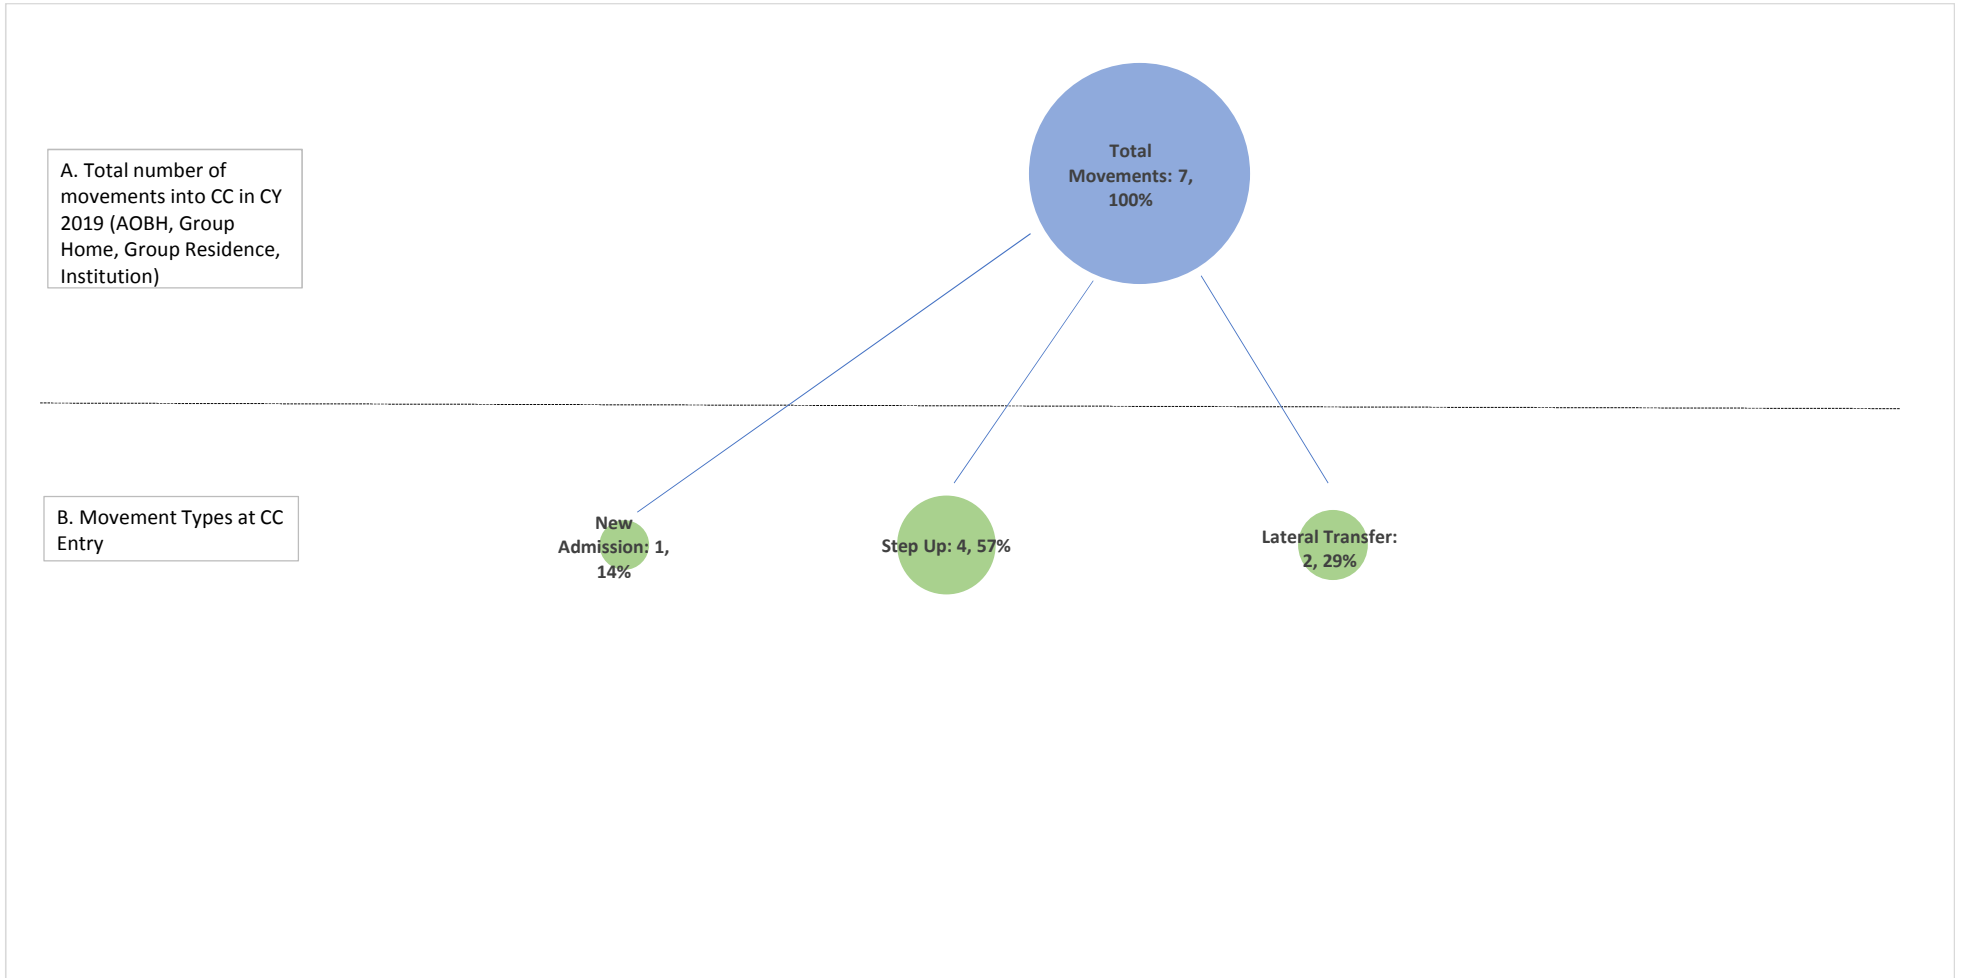 A. Total number of
movements into CC in CY
2019 (AOBH, Group
Home, Group Residence,
Institution)
Total
Movements: 7,
100%
B. Movement Types at CC
Entry
New
Admission: 1,
14%
Step Up: 4, 57%
Lateral Transfer:
2, 29%